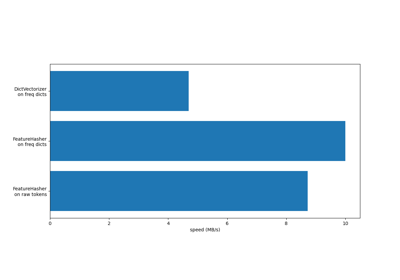 DictVectorizer
on freq dicts
FeatureHasher
on freq dicts
FeatureHasher
on raw tokens
0 2 4 6 8 10
speed (MB/s)